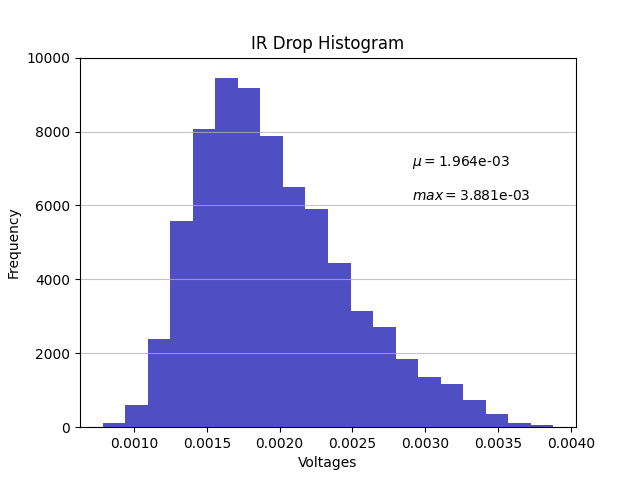 IR Drop Histogram
10000
8000
6000
4000
2000
0
Frequency
μ = 1.964e-03
max = 3.881e-03
0.0010 0.0015 0.0020 0.0025 0.0030 0.0035 0.0040
Voltages